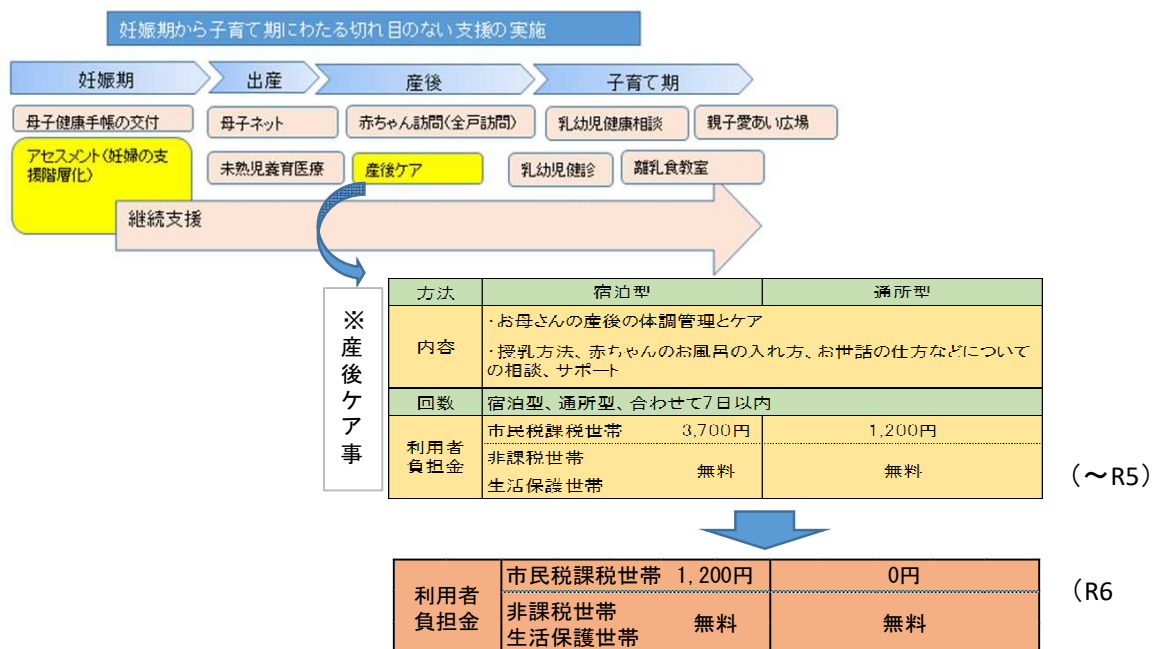 妊娠期から子育て期にわたる切れ目のない支援の実施
妊娠期
出産
産後
子育て期
母子健康手帳の交付
母子ネット
赤ちゃん訪問(全戸訪問)
乳幼児健康相談
親子愛あい広場
アセスメント(妊婦の支
援階層化)
未熟児養育医療
産後ケア
乳幼児健診
離乳食教室
継続支援
※産後ケア事
方法 宿泊型 通所型
内容
・お母さんの産後の体調管理とケア
・授乳方法、赤ちゃんのお風呂の入れ方、お世話の仕方などについて
の相談、サポート
回数 宿泊型、通所型、合わせて7日以内
利用者
負担金
市民税課税世帯 3,700円 1,200円
非課税世帯
生活保護世帯
無料 無料
(~R5)
利用者
負担金
市民税課税世帯 1,200円 0円
非課税世帯
生活保護世帯
無料 無料
(R6